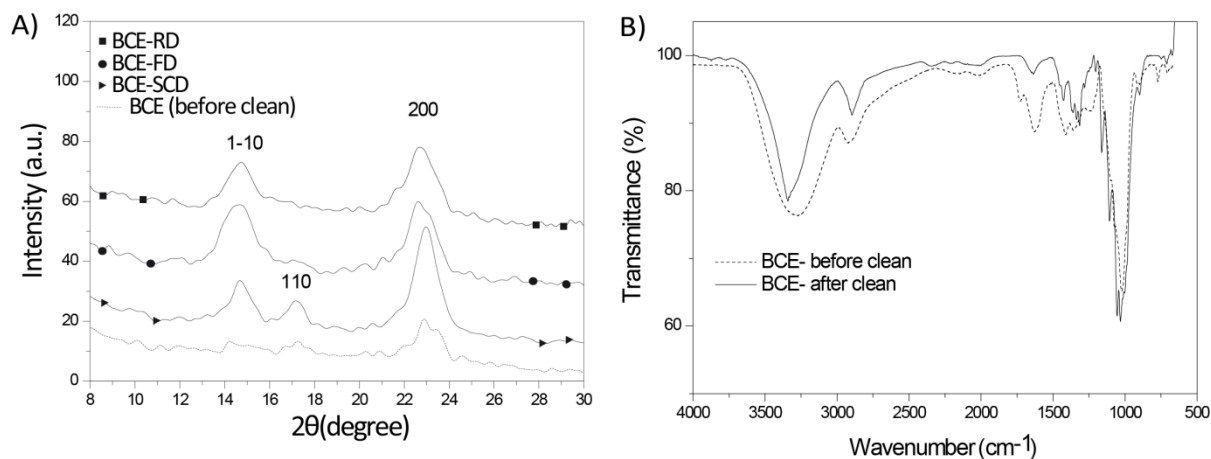 A)
120
100
80
60
40
20
0
Intensity (a.u.)
BCE-RD
BCE-FD
BCE-SCD
BCE (before clean)
1-10
110
200
8 10 12 14 16 18 20 22 24 26 28 30
2θ(degree)
B)
100
80
60
Transmittance (%)
BCE- before clean
BCE- after clean
4000 3500 3000 2500 2000 1500 1000 500
Wavenumber (cm⁻¹)